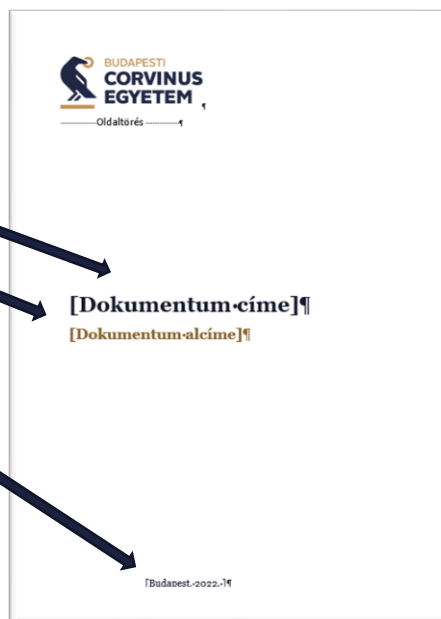 BUDAPESTI
CORVINUS
EGYETEM ¶
Oldaltörés ¶
[Dokumentum·címe]¶
[Dokumentum·alcíme]¶
[Budapest,·2022.·]¶